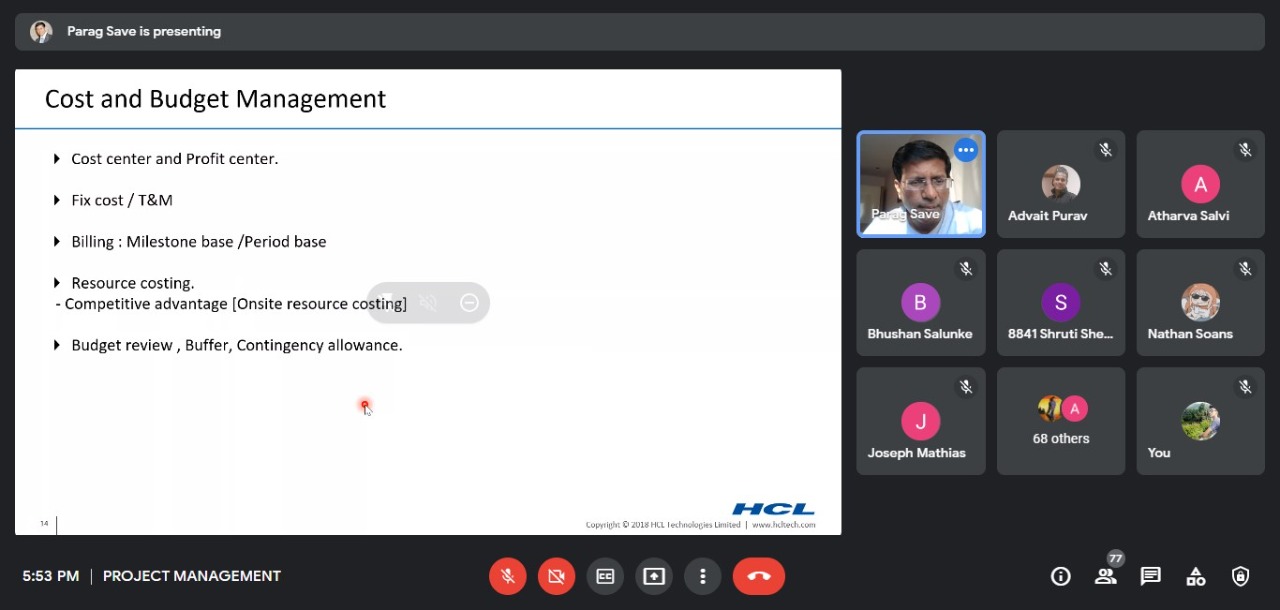 Parag Save is presenting
Cost and Budget Management
Cost center and Profit center.
Fix cost / T&M
Billing : Milestone base /Period base
Resource costing.
- Competitive advantage [Onsite resource costing]
Budget review , Buffer, Contingency allowance.
14
HCL
Copyright © 2018 HCL Technologies Limited | www.hcltech.com
Parag Save
Advait Purav
A
Atharva Salvi
B
Bhushan Salunke
S
8841 Shruti She...
Nathan Soans
J
Joseph Mathias
A
68 others
You
5:53 PM | PROJECT MANAGEMENT
CC
77